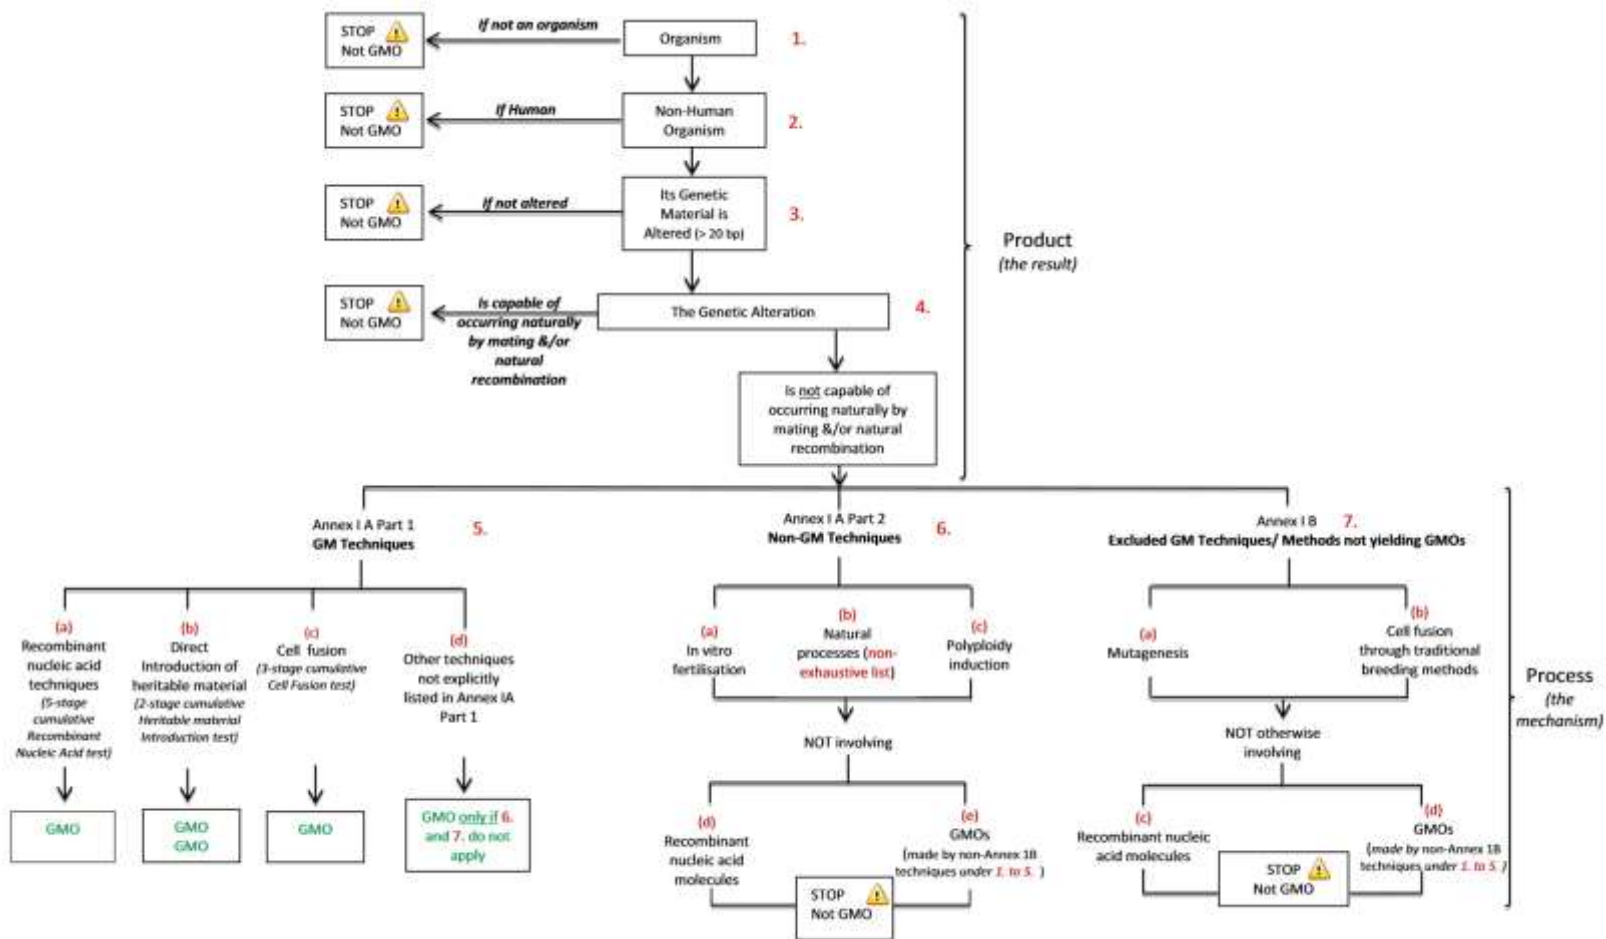 STOP
Not GMO
If not an organism
Organism
1.
STOP
Not GMO
If Human
Non-Human
Organism
2.
STOP
Not GMO
If not altered
Its Genetic
Material is
Altered (> 20 bp)
3.
Product
(the result)
STOP
Not GMO
Is capable of
occurring naturally
by mating &/or
natural
recombination
The Genetic Alteration
4.
Is not capable of
occurring naturally by
mating &/or natural
recombination
Annex I A Part 1
GM Techniques
5.
(a)
Recombinant
nucleic acid
techniques
(5-stage
cumulative
Recombinant
Nucleic Acid test)
GMO
(b)
Direct
Introduction of
heritable material
(2-stage cumulative
Heritable material
Introduction test)
GMO
GMO
(c)
Cell fusion
(3-stage cumulative
Cell Fusion test)
GMO
(d)
Other techniques
not explicitly
listed in Annex IA
Part 1
GMO only if 6.
and 7. do not
apply
Annex I A Part 2
Non-GM Techniques
6.
(a)
In vitro
fertilisation
(b)
Natural
processes (non-
exhaustive list)
(c)
Polyploidy
induction
NOT involving
(d)
Recombinant
nucleic acid
molecules
(e)
GMOs
(made by non-Annex 1B
techniques under 1. to 5. )
STOP
Not GMO
Annex I B
7.
Excluded GM Techniques/ Methods not yielding GMOs
(a)
Mutagenesis
(b)
Cell fusion
through traditional
breeding methods
NOT otherwise
involving
(c)
Recombinant nucleic
acid molecules
(d)
GMOs
(made by non-Annex 1B
techniques under 1. to 5. )
STOP
Not GMO
Process
(the
mechanism)